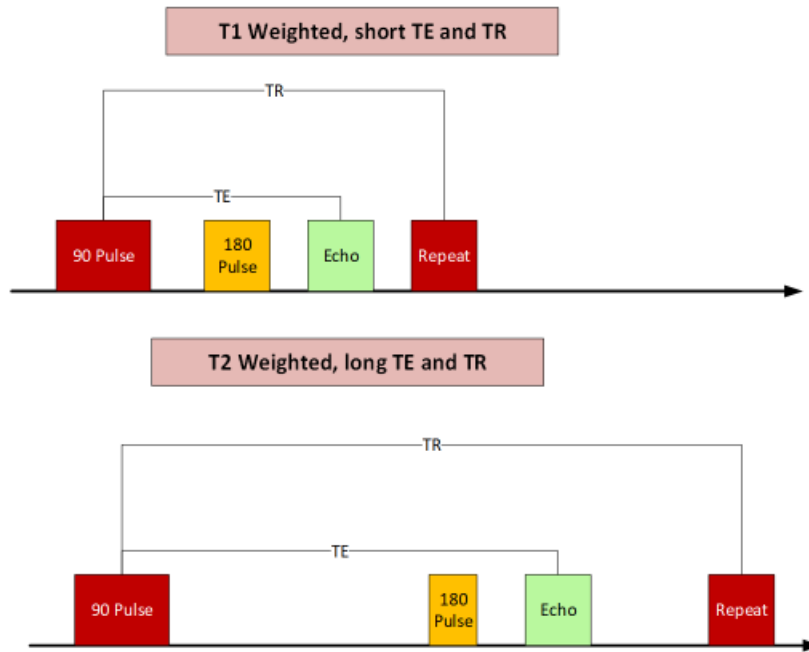 T1 Weighted, short TE and TR
TR
TE
90 Pulse
180
Pulse
Echo
Repeat
T2 Weighted, long TE and TR
TR
TE
90 Pulse
180
Pulse
Echo
Repeat